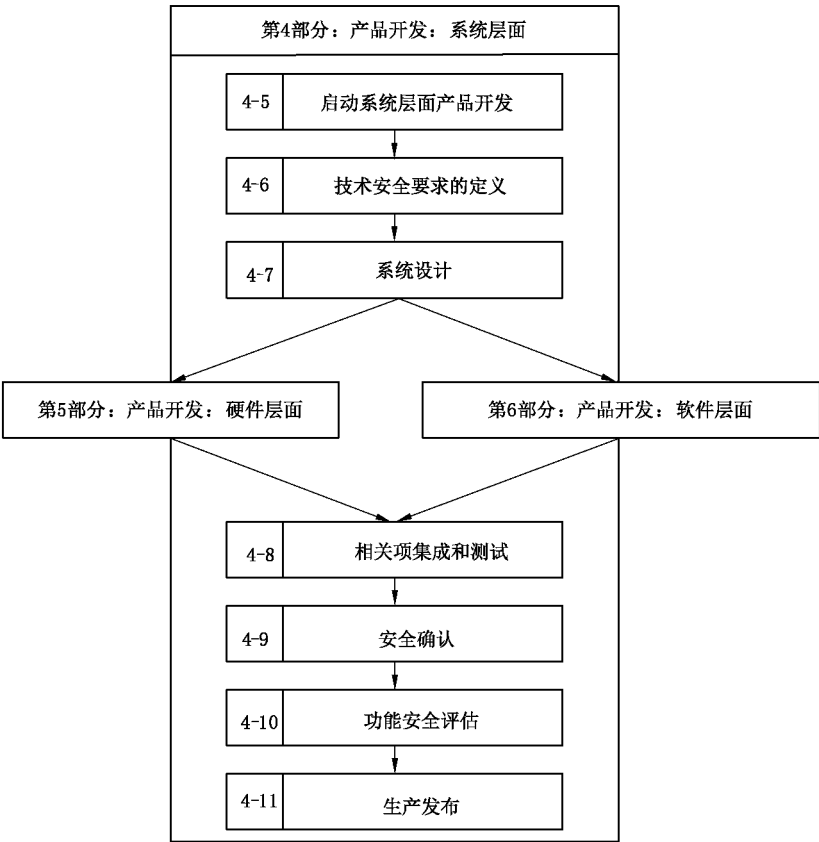 第4部分：产品开发：系统层面
4-5 启动系统层面产品开发
4-6 技术安全要求的定义
4-7 系统设计
第5部分：产品开发：硬件层面
第6部分：产品开发：软件层面
4-8 相关项集成和测试
4-9 安全确认
4-10 功能安全评估
4-11 生产发布